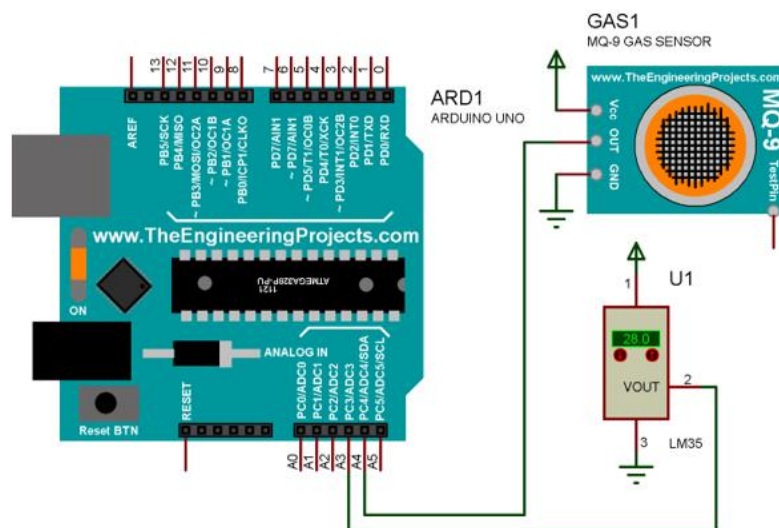 GAS1
MQ-9 GAS SENSOR
ARD1
ARDUINO UNO
13
12
11
10
9
8
7
6
5
4
3
2
1
0
AREF
PB5/SCK
PB4/MISO
~ PB3/MOSI/OC2A
~ PB2/OC1B
~ PB1/OC1A
PB0/ICP1/CLKO
PD7/AIN1
~ PD7/AIN1
~ PD5/T1/OC0B
PD4/T0/XCK
~ PD3/INT1/OC2B
PD2/INT0
PD1/TXD
PD0/RXD
www.TheEngineeringProjects.com
Vcc
OUT
GND
MQ-9
TestPin
www.TheEngineeringProjects.com
1121
ATMEGA328P-PU
ON
ANALOG IN
Reset BTN
RESET
PC0/ADC0
PC1/ADC1
PC2/ADC2
PC3/ADC3
PC4/ADC4/SDA
PC5/ADC5/SCL
A0
A1
A2
A3
A4
A5
U1
1
28.0
VOUT
2
3
LM35